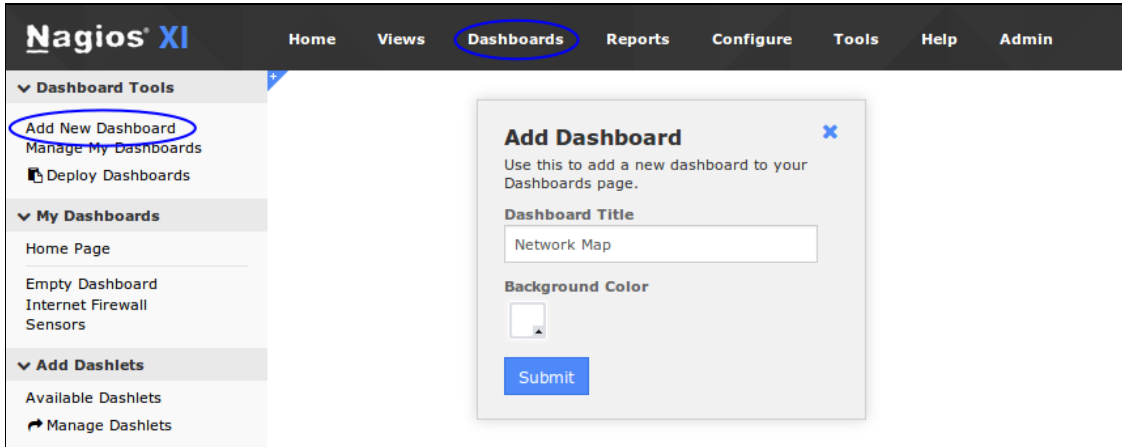 Nagios® XI
Home Views Dashboards Reports Configure Tools Help Admin
Dashboard Tools
Add New Dashboard
Manage My Dashboards
Deploy Dashboards
My Dashboards
Home Page
Empty Dashboard
Internet Firewall
Sensors
Add Dashlets
Available Dashlets
Manage Dashlets
+
Add Dashboard
Use this to add a new dashboard to your
Dashboards page.
Dashboard Title
Network Map
Background Color
Submit